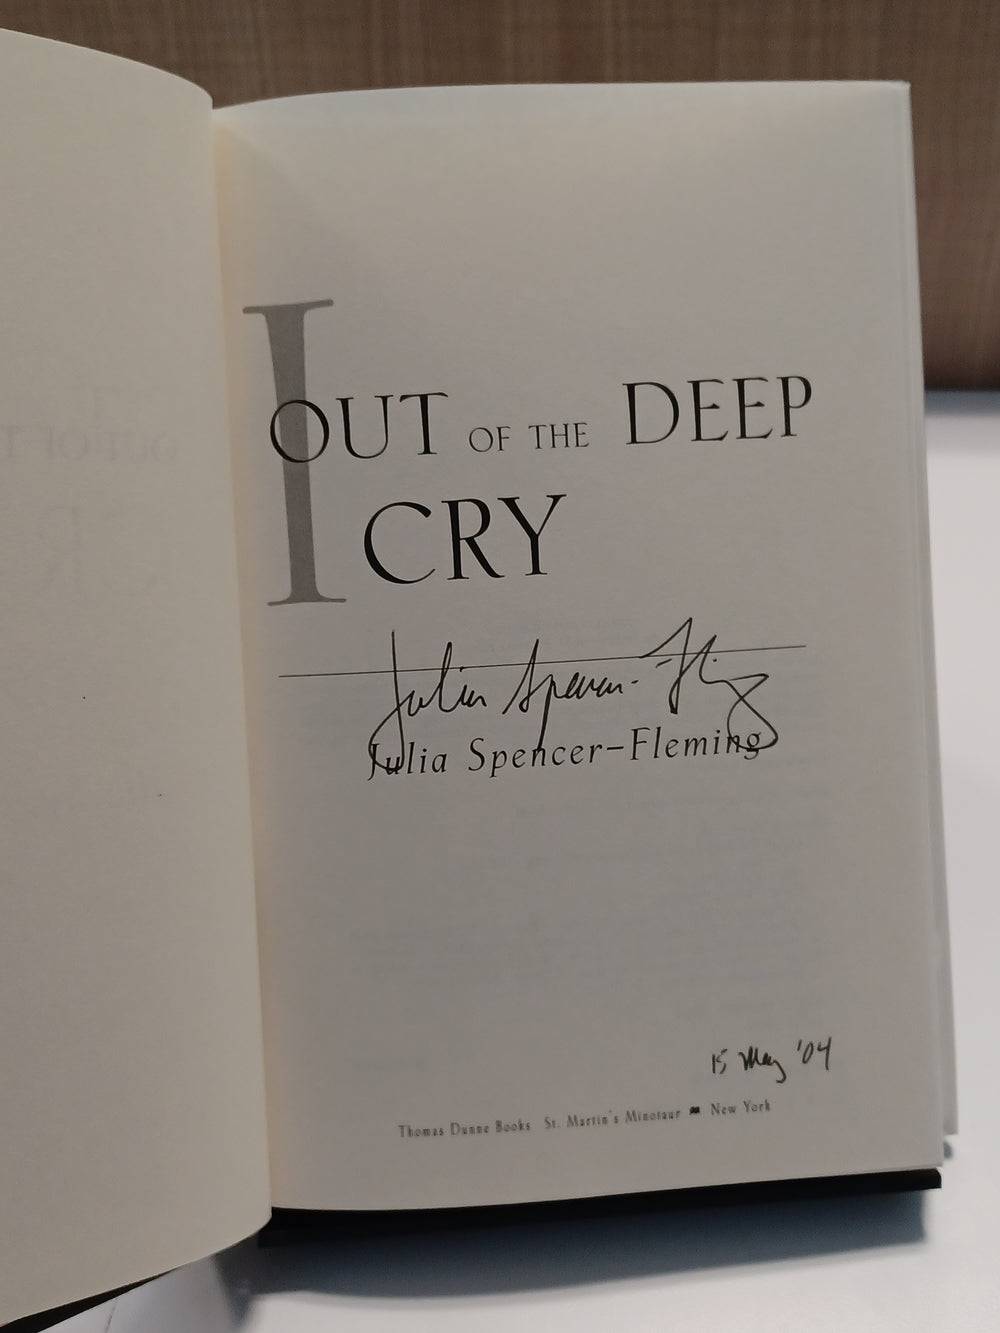 I
OUT OF THE DEEP
CRY
Julia Spencer-Fleming
Julia Spencer–Fleming
15 May '04
Thomas Dunne Books St. Martin's Minotaur New York